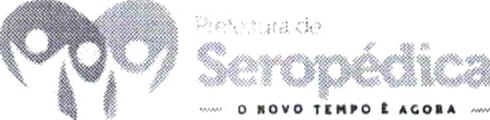 Prefeitura de
Seropédica
O NOVO TEMPO É AGORA